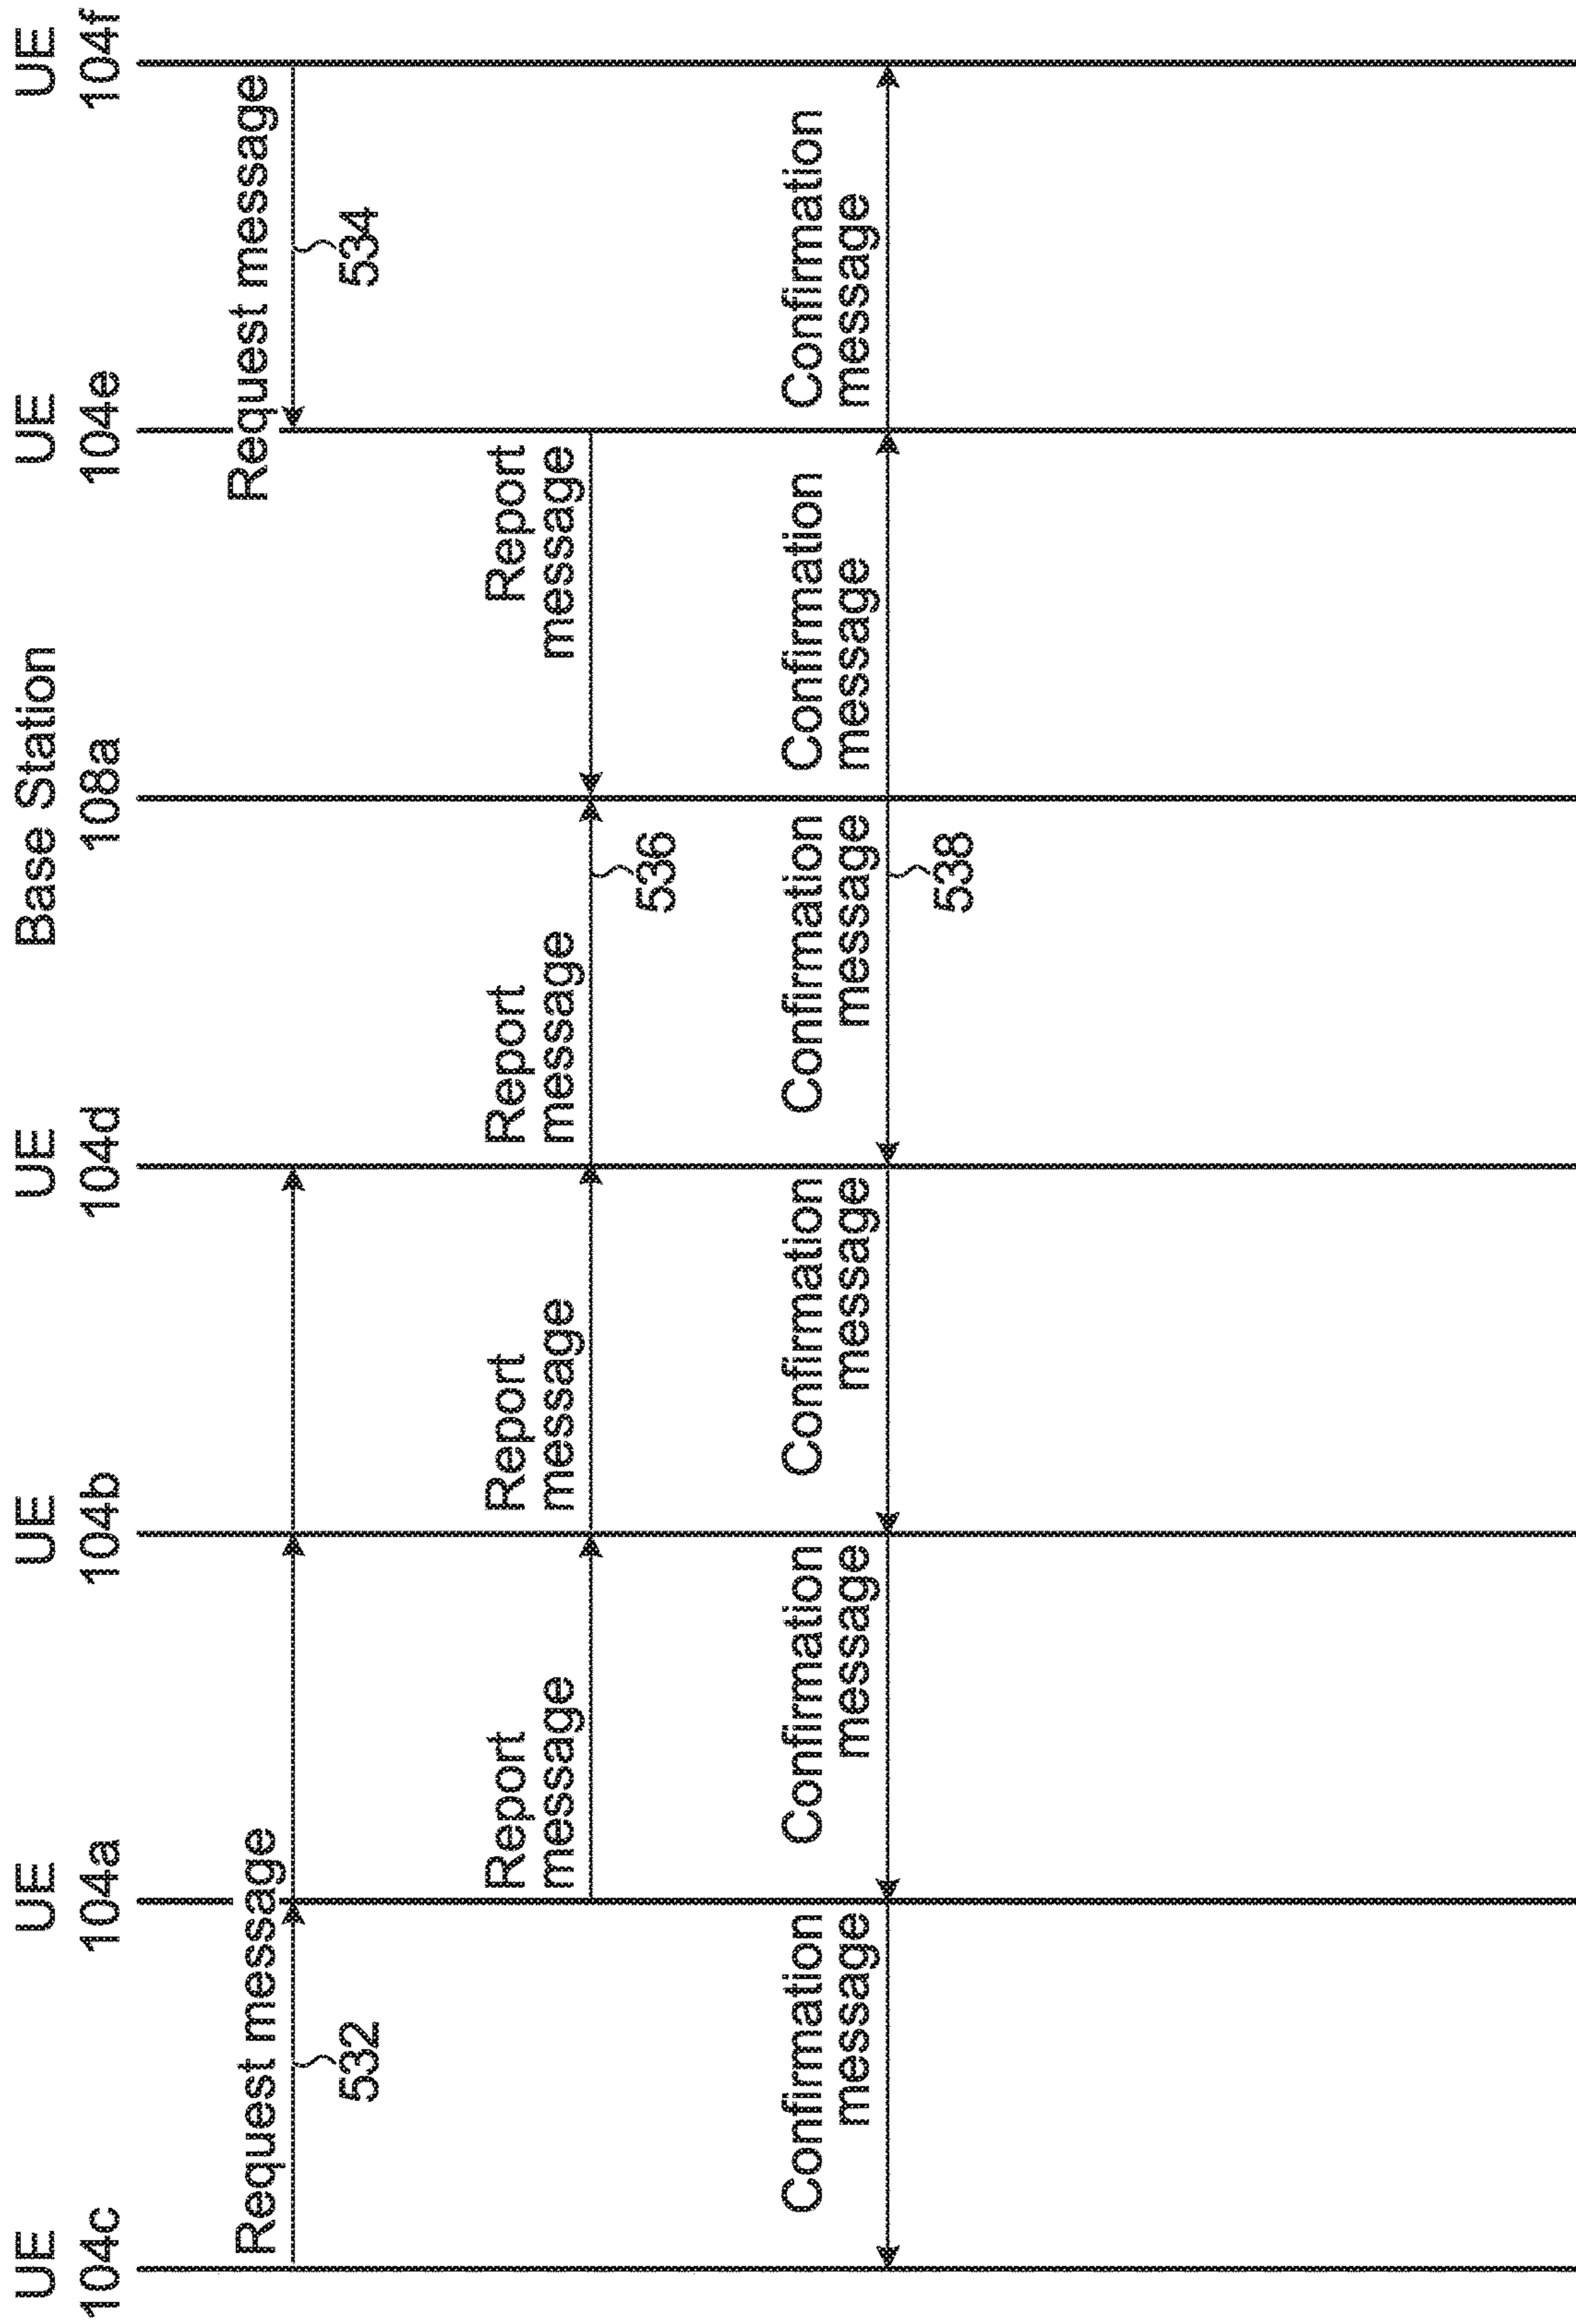 UE
104c
UE
104a
UE
104b
UE
104d
Base Station
108a
UE
104e
UE
104f
Request message
532
Request message
534
Report
message
Report
message
Report
message
536
Report
message
Confirmation
message
Confirmation
message
Confirmation
message
Confirmation
message
538
Confirmation
message
Confirmation
message